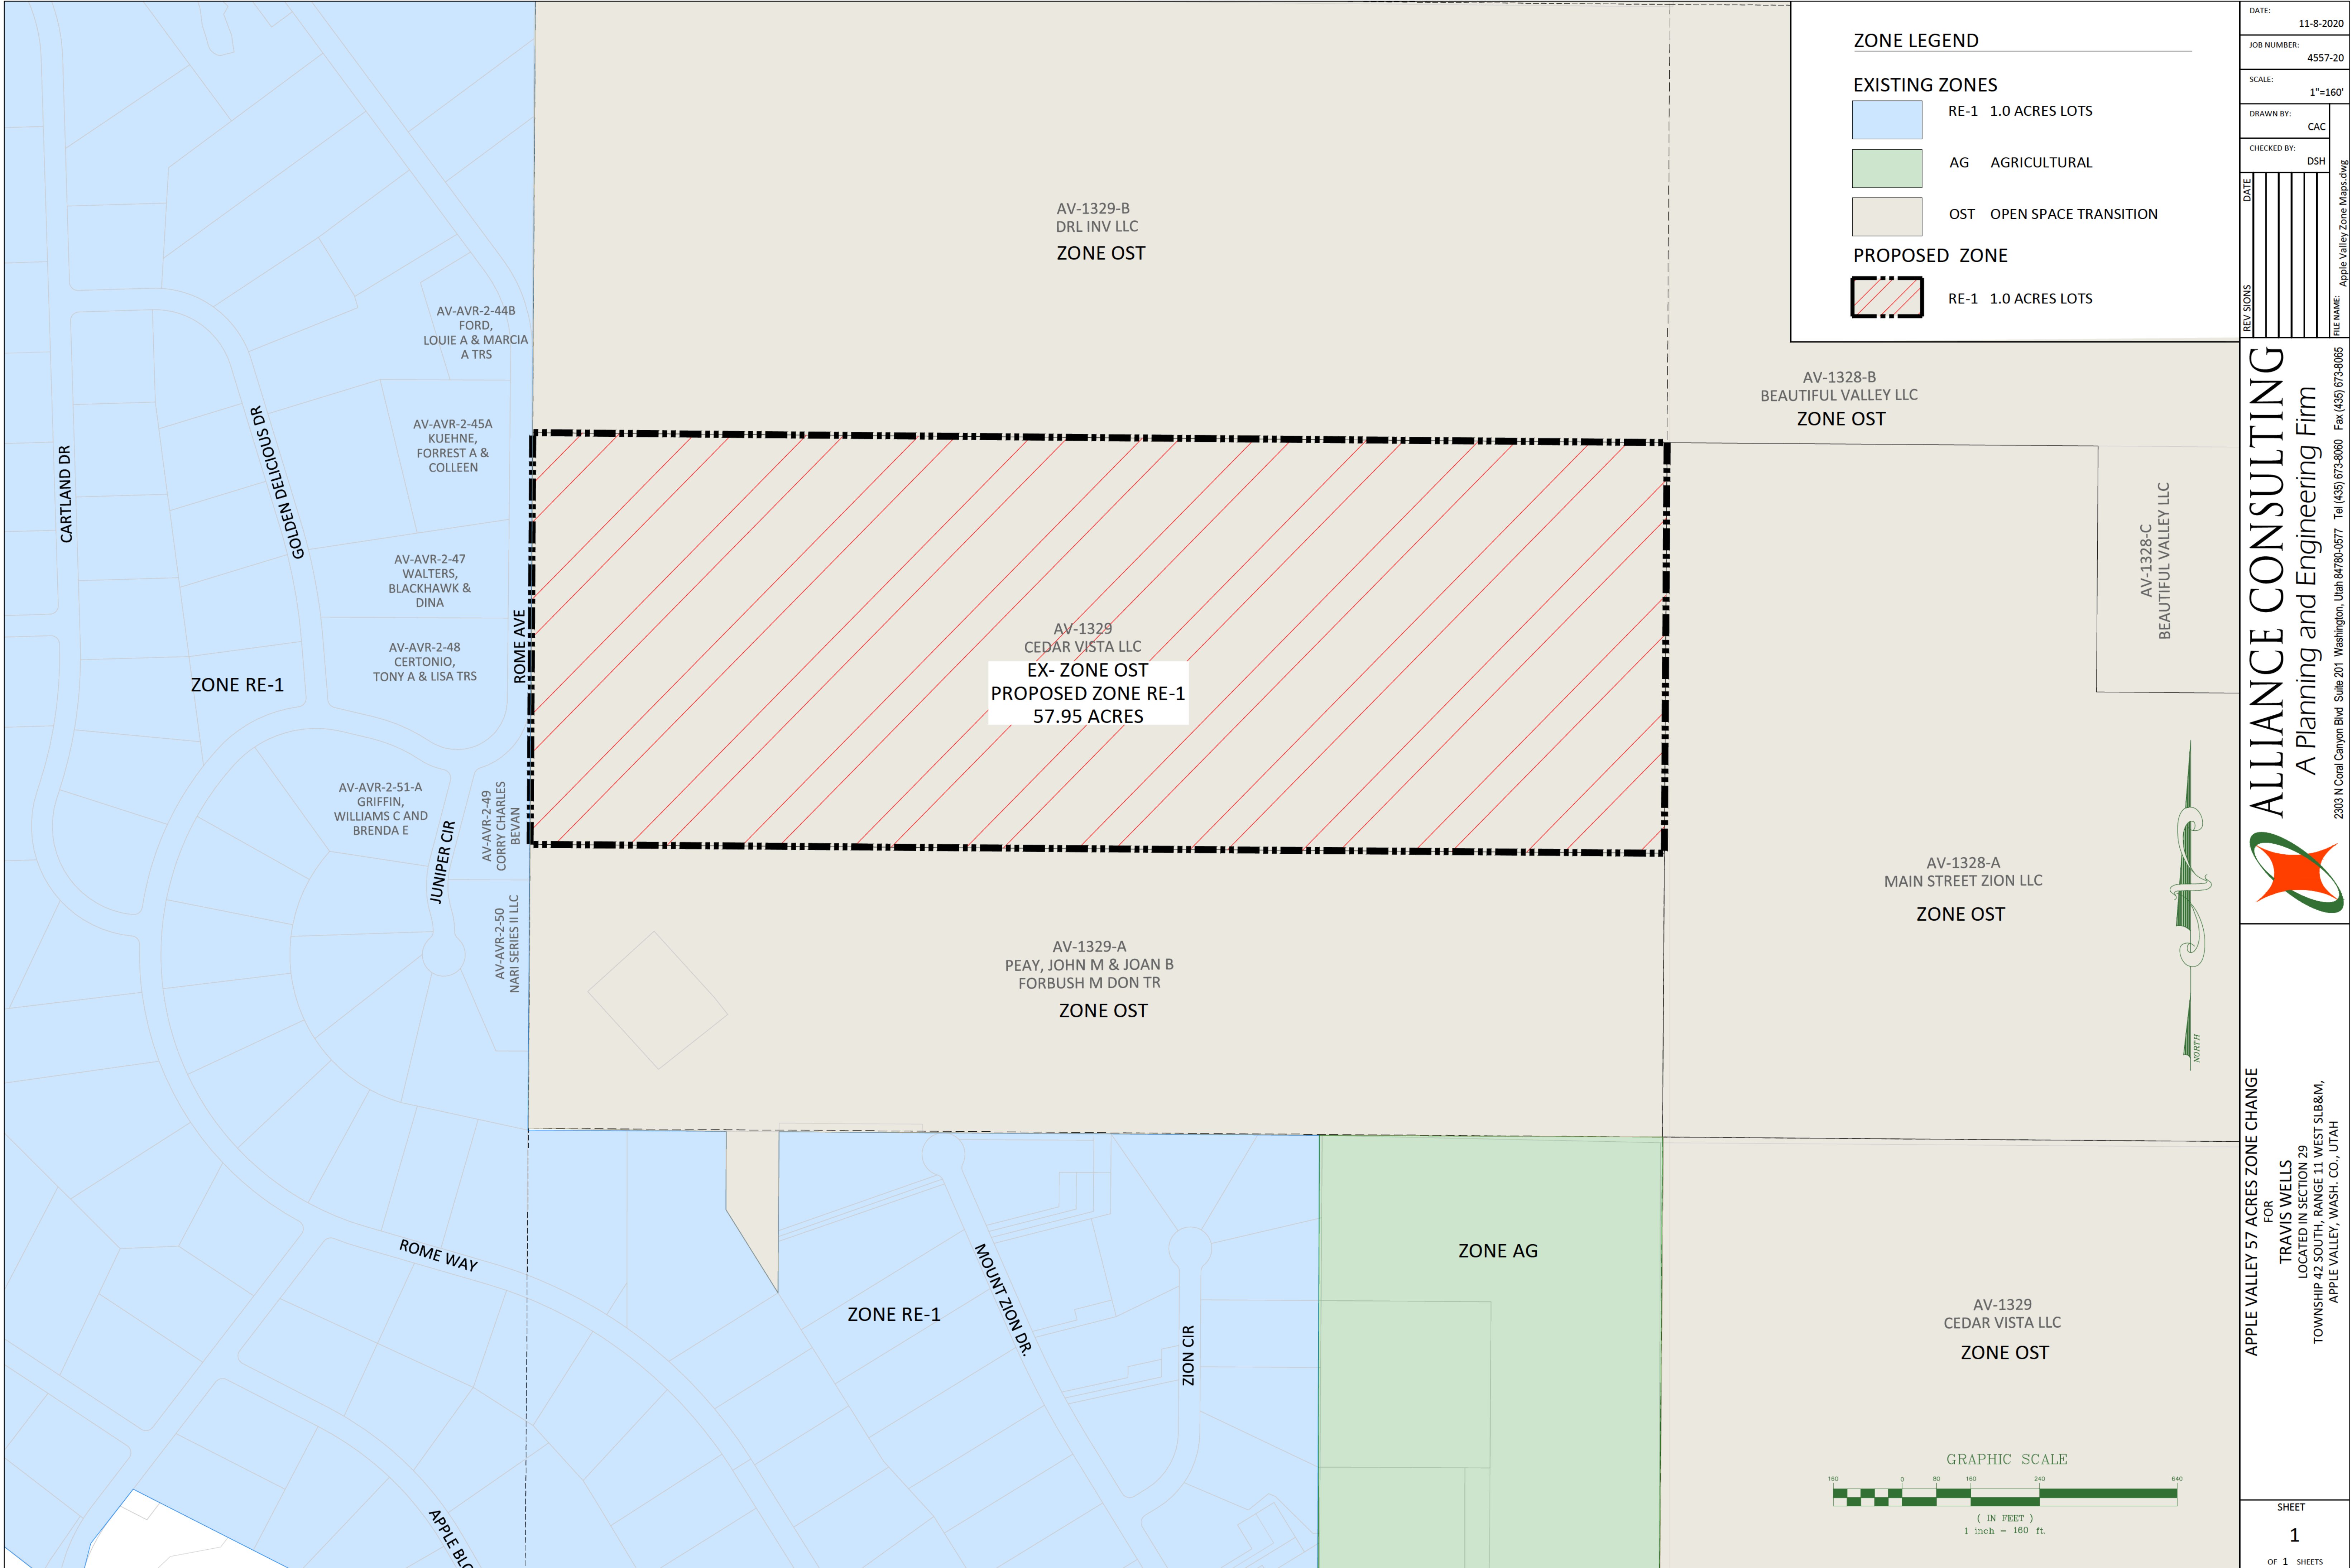 ZONE LEGEND
EXISTING ZONES
RE-1 1.0 ACRES LOTS
AG AGRICULTURAL
OST OPEN SPACE TRANSITION
PROPOSED ZONE
RE-1 1.0 ACRES LOTS
AV-1329-B
DRL INV LLC
ZONE OST
AV-1328-B
BEAUTIFUL VALLEY LLC
ZONE OST
AV-1328-C
BEAUTIFUL VALLEY LLC
AV-AVR-2-44B
FORD,
LOUIE A & MARCIA
A TRS
AV-AVR-2-45A
KUEHNE,
FORREST A &
COLLEEN
AV-AVR-2-47
WALTERS,
BLACKHAWK &
DINA
AV-AVR-2-48
CERTONIO,
TONY A & LISA TRS
CARTLAND DR
GOLDEN DELICIOUS DR
ROME AVE
ZONE RE-1
AV-1329
CEDAR VISTA LLC
EX- ZONE OST
PROPOSED ZONE RE-1
57.95 ACRES
AV-AVR-2-51-A
GRIFFIN,
WILLIAMS C AND
BRENDA E
JUNIPER CIR
AV-AVR-2-49
CORRY CHARLES
BEVAN
AV-AVR-2-50
NARI SERIES II LLC
AV-1328-A
MAIN STREET ZION LLC
ZONE OST
AV-1329-A
PEAY, JOHN M & JOAN B
FORBUSH M DON TR
ZONE OST
NORTH
ROME WAY
MOUNT ZION DR.
ZONE RE-1
ZION CIR
ZONE AG
AV-1329
CEDAR VISTA LLC
ZONE OST
APPLE BLO
GRAPHIC SCALE
160 0 80 160 240 640
( IN FEET )
1 inch = 160 ft.
DATE:
11-8-2020
JOB NUMBER:
4557-20
SCALE:
1"=160'
DRAWN BY:
CAC
CHECKED BY:
DSH
DATE
REV SIONS
FILE NAME:
Apple Valley Zone Maps.dwg
ALLIANCE CONSULTING
A Planning and Engineering Firm
2303 N Coral Canyon Blvd Suite 201 Washington, Utah 84780-0577 Tel (435) 673-8060 Fax (435) 673-8065
APPLE VALLEY 57 ACRES ZONE CHANGE
FOR
TRAVIS WELLS
LOCATED IN SECTION 29
TOWNSHIP 42 SOUTH, RANGE 11 WEST SLB&M,
APPLE VALLEY, WASH. CO., UTAH
SHEET
1
OF 1 SHEETS